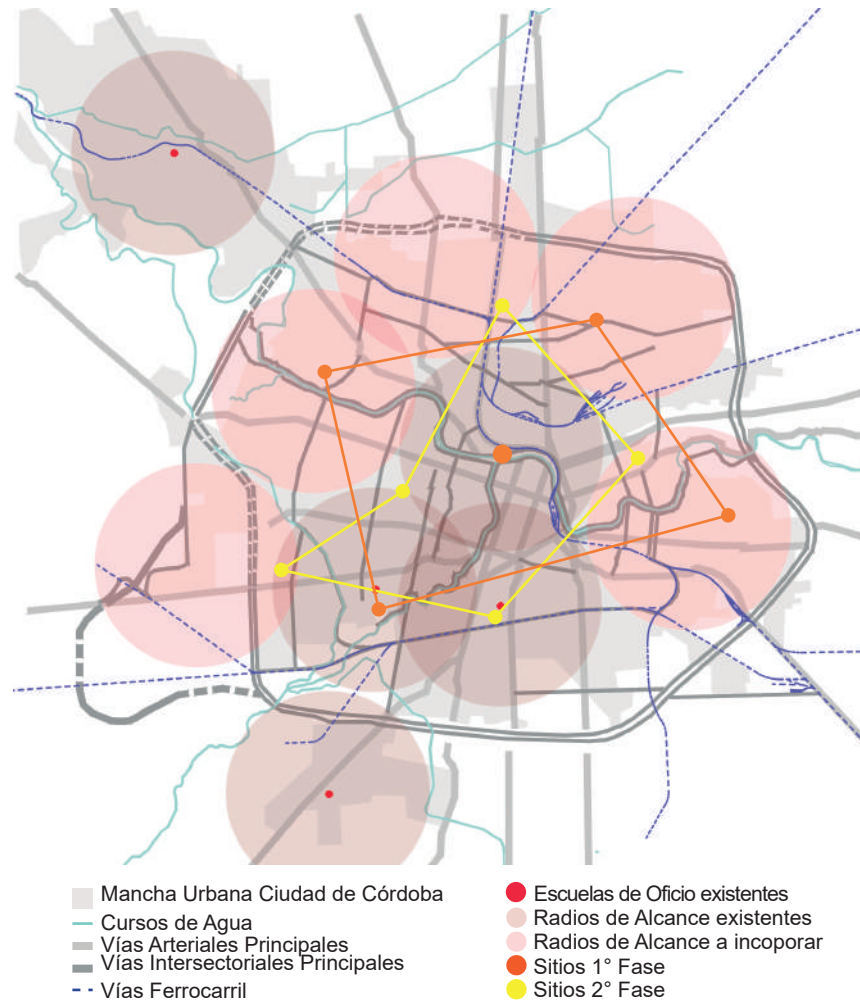 Mancha Urbana Ciudad de Córdoba
Cursos de Agua
Vías Arteriales Principales
Vías Intersectoriales Principales
Vías Ferrocarril
Escuelas de Oficio existentes
Radios de Alcance existentes
Radios de Alcance a incoporar
Sitios 1° Fase
Sitios 2° Fase